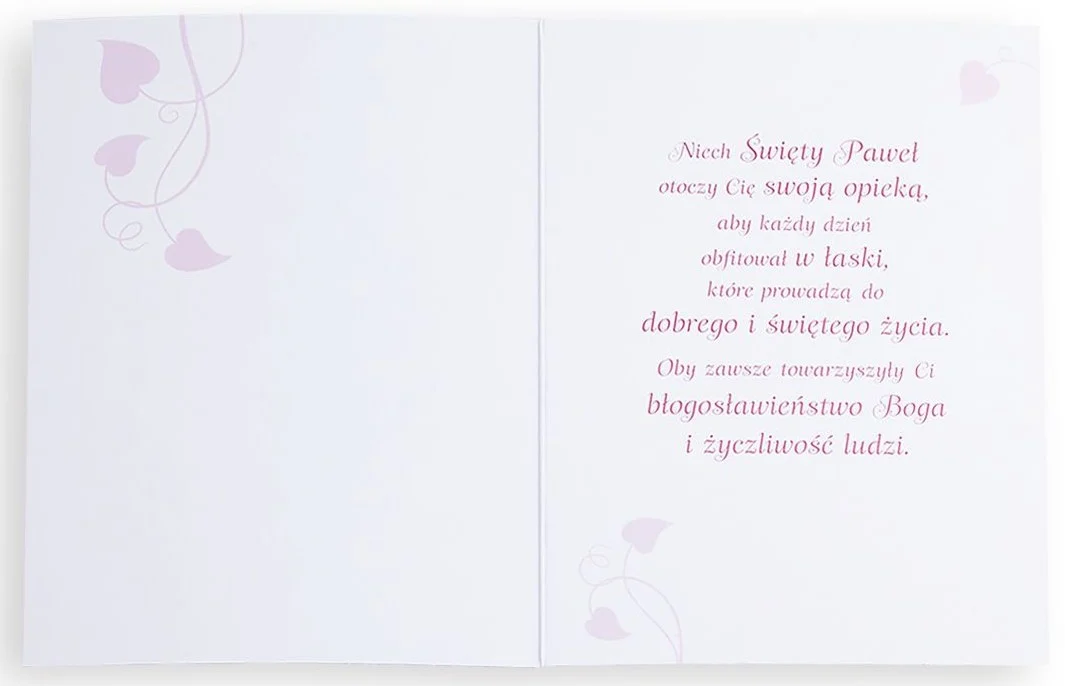 Niech Święty Paweł
otoczy Cię swoją opieką,
aby każdy dzień
obfitował w łaski,
które prowadzą do
dobrego i świętego życia.
Oby zawsze towarzyszyły Ci
błogosławieństwo Boga
i życzliwość ludzi.